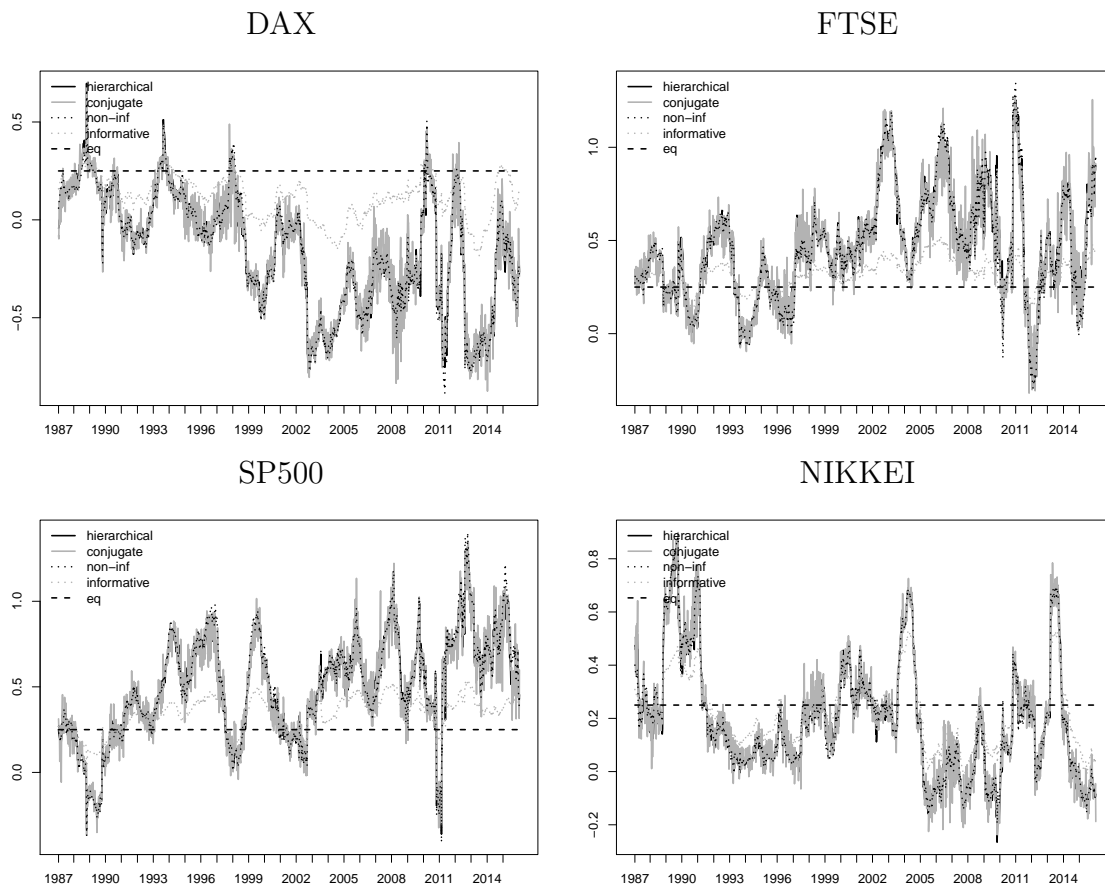 DAX
hierarchical
conjugate
non−inf
informative
eq
0.5
0.0
−0.5
1987 1990 1993 1996 1999 2002 2005 2008 2011 2014
FTSE
hierarchical
conjugate
non−inf
informative
eq
1.0
0.5
0.0
1987 1990 1993 1996 1999 2002 2005 2008 2011 2014
SP500
hierarchical
conjugate
non−inf
informative
eq
1.0
0.5
0.0
1987 1990 1993 1996 1999 2002 2005 2008 2011 2014
NIKKEI
hierarchical
conjugate
non−inf
informative
eq
0.8
0.6
0.4
0.2
0.0
−0.2
1987 1990 1993 1996 1999 2002 2005 2008 2011 2014